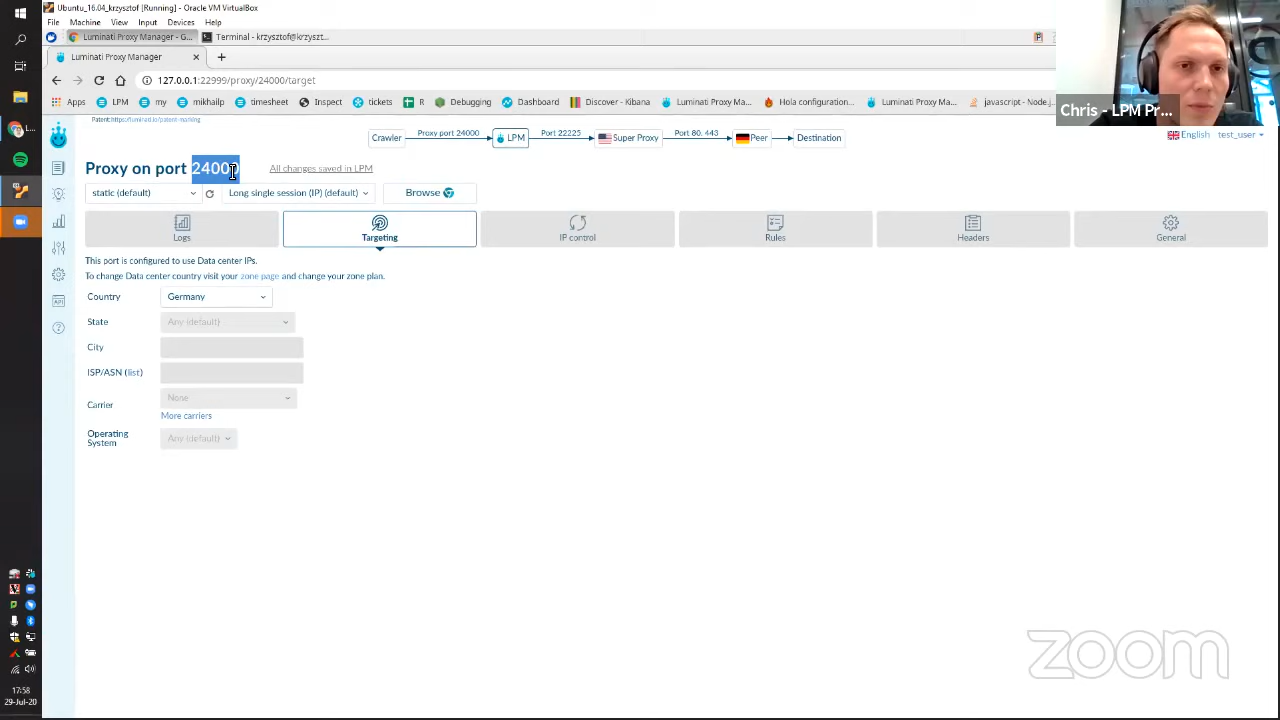 Ubuntu_16.04_krzysztof [Running] - Oracle VM VirtualBox
File Machine View Input Devices Help
Luminati Proxy Manager - G... Terminal - krzysztof@krzyszt...
Luminati Proxy Manager
127.0.0.1:22999/proxy/24000/target
Apps LPM my mikhailp timesheet Inspect tickets R Debugging Dashboard Discover - Kibana Luminati Proxy Ma... Hola configuration... Luminati Proxy Ma... javascript - Node.j...
Chris - LPM Pr...
Patent: https://luminati.io/patent-marking
Crawler Proxy port 24000 LPM Port 22225 Super Proxy Port 80, 443 Peer Destination
English test_user
Proxy on port 24000 All changes saved in LPM
static (default) Long single session (IP) (default) Browse
Logs Targeting IP control Rules Headers General
This port is configured to use Data center IPs.
To change Data center country visit your zone page and change your zone plan.
Country Germany
State Any (default)
City
ISP/ASN (list)
Carrier None
More carriers
Operating System Any (default)
API
zoom
17:58
29-Jul-20